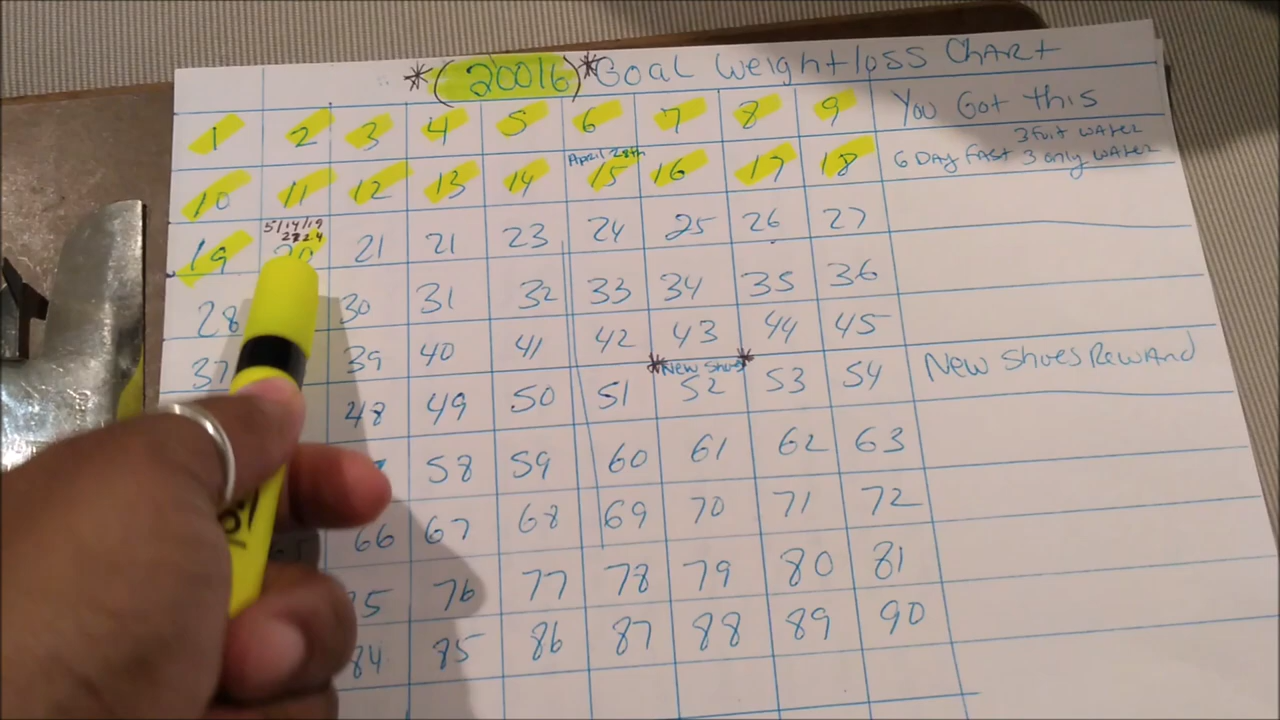 *(20016)* Goal Weightloss Chart
1 2 3 4 5 6 7 8 9 You Got this
3 fuit water
April 28th
10 11 12 13 14 15 16 17 18 6 Day Fast 3 only water
5/14/19
19 20 21 21 23 24 25 26 27
28 30 31 32 33 34 35 36
37 39 40 41 42 43 44 45
*New Shoes*
48 49 50 51 52 53 54 New Shoes Reward
58 59 60 61 62 63
66 67 68 69 70 71 72
76 77 78 79 80 81
84 85 86 87 88 89 90